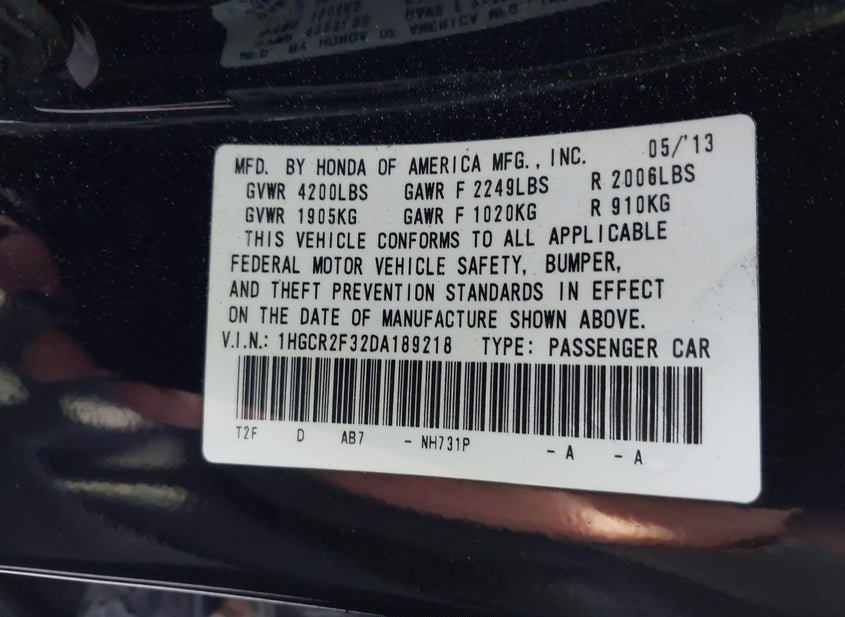 MFD. BY HONDA OF AMERICA MFG., INC. 05/'13
GVWR 4200LBS GAWR F 2249LBS R 2006LBS
GVWR 1905KG GAWR F 1020KG R 910KG
THIS VEHICLE CONFORMS TO ALL APPLICABLE
FEDERAL MOTOR VEHICLE SAFETY, BUMPER,
AND THEFT PREVENTION STANDARDS IN EFFECT
ON THE DATE OF MANUFACTURE SHOWN ABOVE.
V.I.N.: 1HGCR2F32DA189218 TYPE: PASSENGER CAR
T2F D AB7 - NH731P - A - A